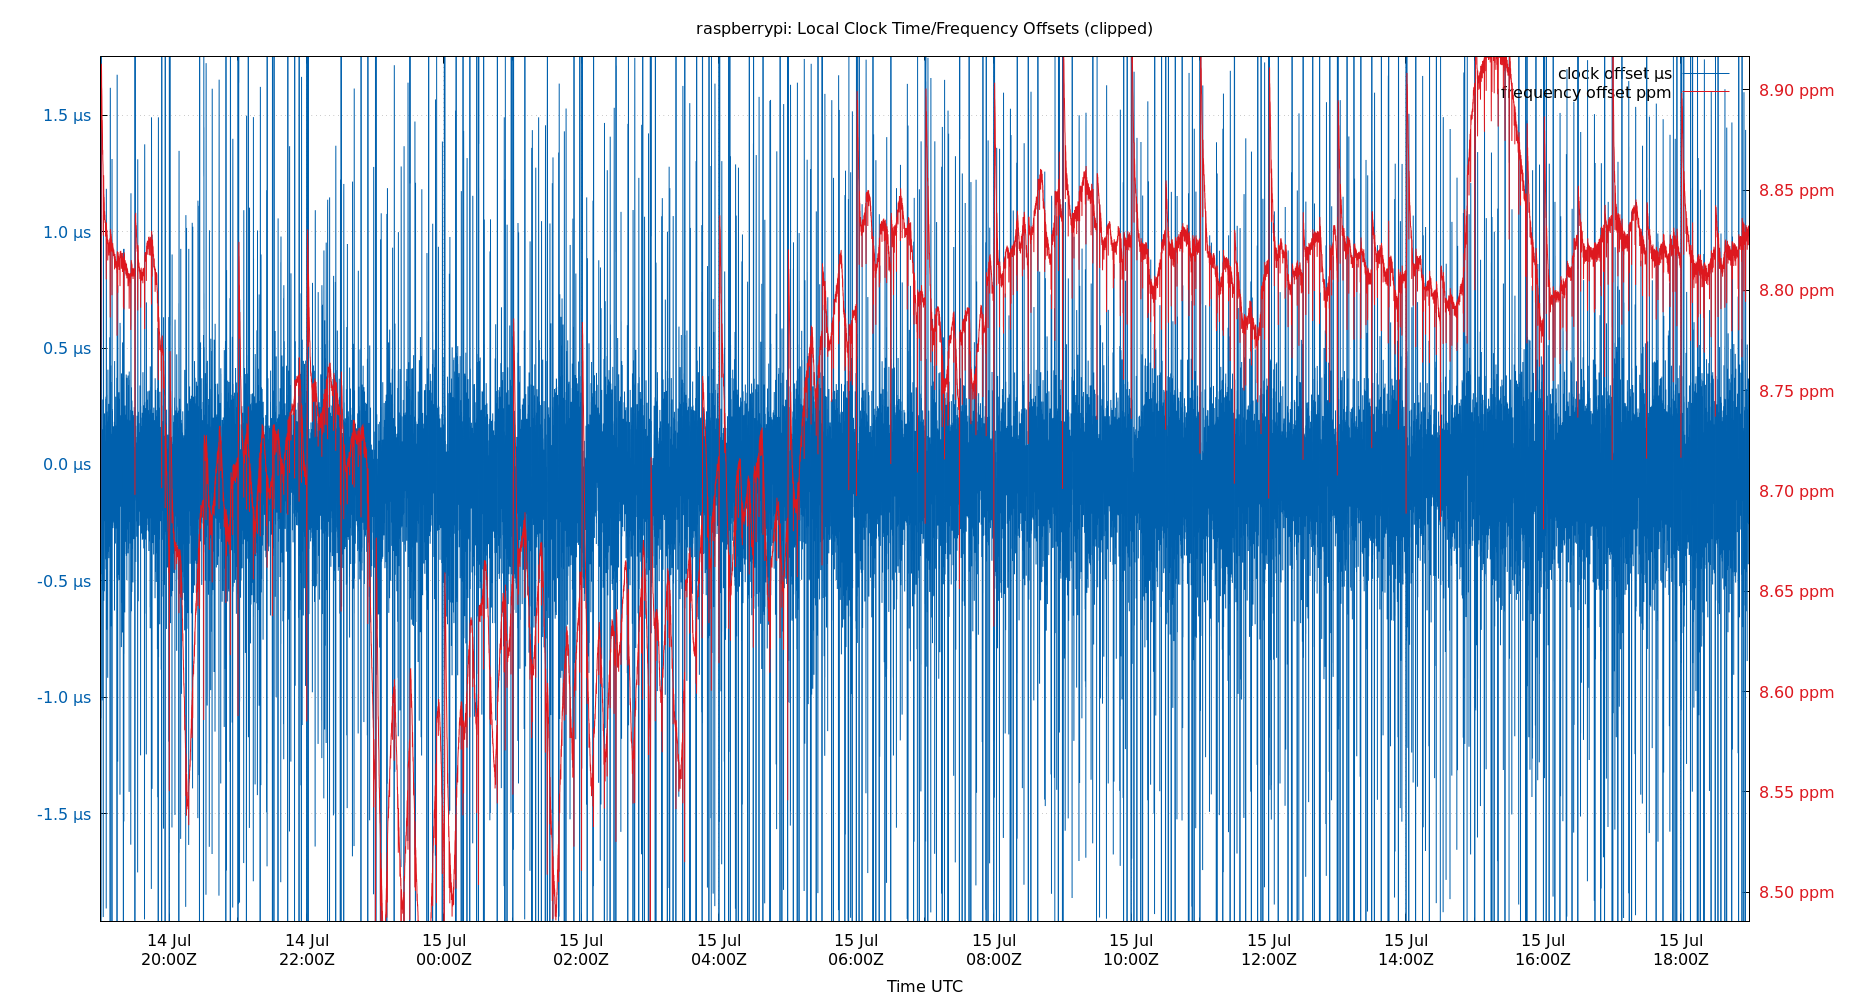 raspberrypi: Local Clock Time/Frequency Offsets (clipped)
clock offset µs
frequency offset ppm
1.5 µs
1.0 µs
0.5 µs
0.0 µs
-0.5 µs
-1.0 µs
-1.5 µs
8.90 ppm
8.85 ppm
8.80 ppm
8.75 ppm
8.70 ppm
8.65 ppm
8.60 ppm
8.55 ppm
8.50 ppm
14 Jul 14 Jul 15 Jul 15 Jul 15 Jul 15 Jul 15 Jul 15 Jul 15 Jul 15 Jul 15 Jul 15 Jul
20:00Z 22:00Z 00:00Z 02:00Z 04:00Z 06:00Z 08:00Z 10:00Z 12:00Z 14:00Z 16:00Z 18:00Z
Time UTC